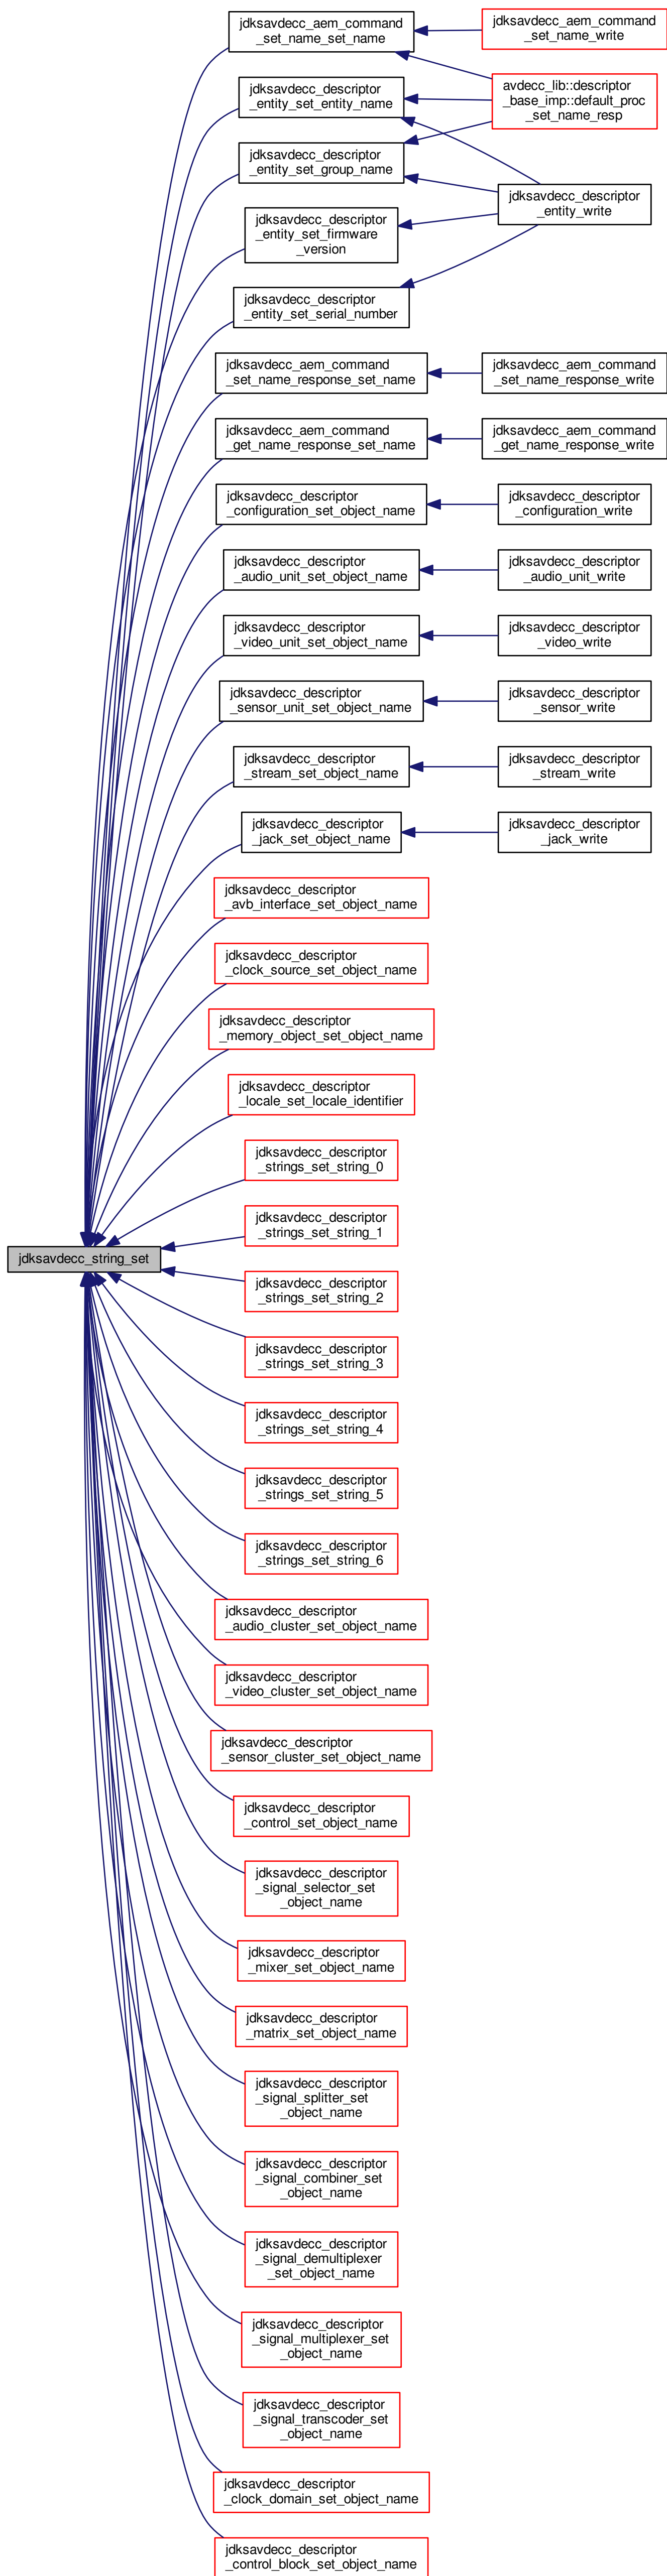 jdksavdecc_aem_command
_set_name_set_name
jdksavdecc_aem_command
_set_name_write
jdksavdecc_descriptor
_entity_set_entity_name
avdecc_lib::descriptor
_base_imp::default_proc
_set_name_resp
jdksavdecc_descriptor
_entity_set_group_name
jdksavdecc_descriptor
_entity_write
jdksavdecc_descriptor
_entity_set_firmware
_version
jdksavdecc_descriptor
_entity_set_serial_number
jdksavdecc_aem_command
_set_name_response_set_name
jdksavdecc_aem_command
_set_name_response_write
jdksavdecc_aem_command
_get_name_response_set_name
jdksavdecc_aem_command
_get_name_response_write
jdksavdecc_descriptor
_configuration_set_object_name
jdksavdecc_descriptor
_configuration_write
jdksavdecc_descriptor
_audio_unit_set_object_name
jdksavdecc_descriptor
_audio_unit_write
jdksavdecc_descriptor
_video_unit_set_object_name
jdksavdecc_descriptor
_video_write
jdksavdecc_descriptor
_sensor_unit_set_object_name
jdksavdecc_descriptor
_sensor_write
jdksavdecc_descriptor
_stream_set_object_name
jdksavdecc_descriptor
_stream_write
jdksavdecc_descriptor
_jack_set_object_name
jdksavdecc_descriptor
_jack_write
jdksavdecc_descriptor
_avb_interface_set_object_name
jdksavdecc_descriptor
_clock_source_set_object_name
jdksavdecc_descriptor
_memory_object_set_object_name
jdksavdecc_descriptor
_locale_set_locale_identifier
jdksavdecc_descriptor
_strings_set_string_0
jdksavdecc_descriptor
_strings_set_string_1
jdksavdecc_string_set
jdksavdecc_descriptor
_strings_set_string_2
jdksavdecc_descriptor
_strings_set_string_3
jdksavdecc_descriptor
_strings_set_string_4
jdksavdecc_descriptor
_strings_set_string_5
jdksavdecc_descriptor
_strings_set_string_6
jdksavdecc_descriptor
_audio_cluster_set_object_name
jdksavdecc_descriptor
_video_cluster_set_object_name
jdksavdecc_descriptor
_sensor_cluster_set_object_name
jdksavdecc_descriptor
_control_set_object_name
jdksavdecc_descriptor
_signal_selector_set
_object_name
jdksavdecc_descriptor
_mixer_set_object_name
jdksavdecc_descriptor
_matrix_set_object_name
jdksavdecc_descriptor
_signal_splitter_set
_object_name
jdksavdecc_descriptor
_signal_combiner_set
_object_name
jdksavdecc_descriptor
_signal_demultiplexer
_set_object_name
jdksavdecc_descriptor
_signal_multiplexer_set
_object_name
jdksavdecc_descriptor
_signal_transcoder_set
_object_name
jdksavdecc_descriptor
_clock_domain_set_object_name
jdksavdecc_descriptor
_control_block_set_object_name